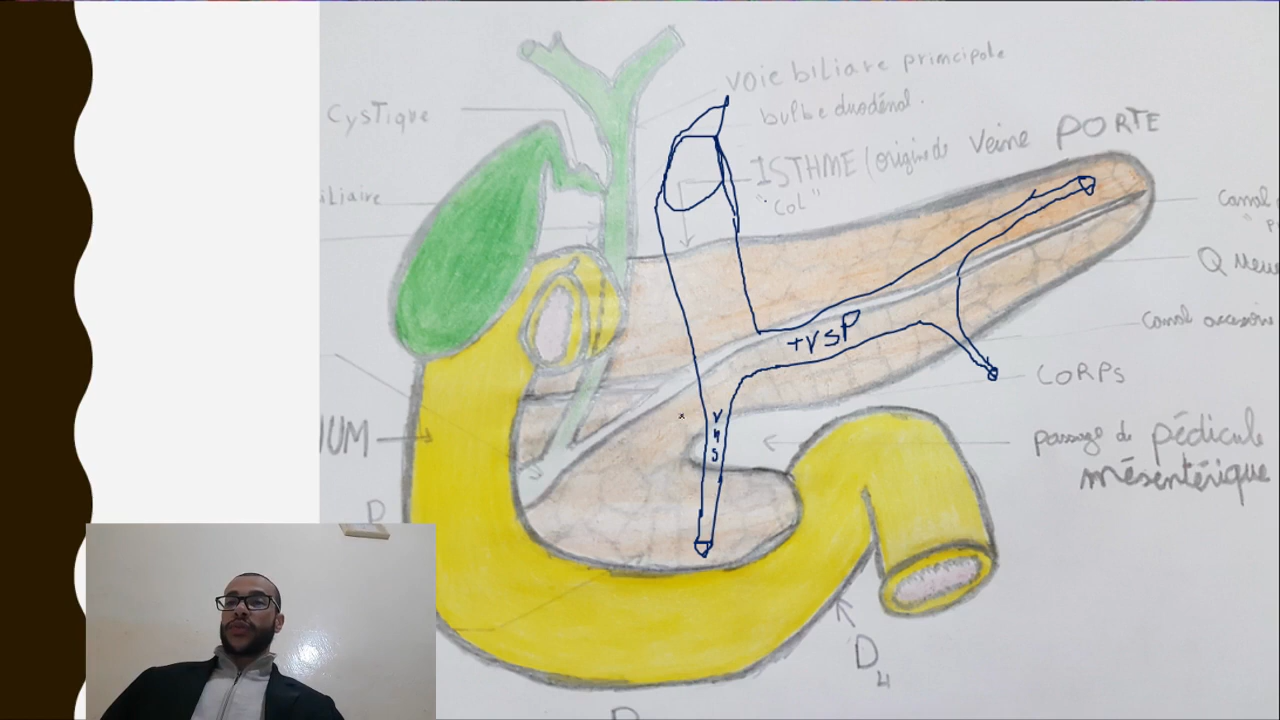 voie biliaire principale
bulbe duodénal.
cysTique
ISTHME (origine de Veine PORTE
"COL"
iliaire
Canal
"P
Q
Canal accessoire
+VSP
CORPS
VMS
IUM
passage de pédicule
mésentérique
D4